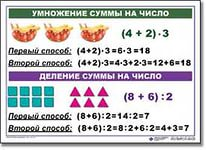 УМНОЖЕНИЕ СУММЫ НА ЧИСЛО
(4 + 2) · 3
Первый способ: (4+2)·3=6·3=18
Второй способ: (4+2)·3=4·3+2·3=12+6=18
ДЕЛЕНИЕ СУММЫ НА ЧИСЛО
(8 + 6) : 2
Первый способ:
(8+6):2=14:2=7
Второй способ:
(8+6):2=8:2+6:2=4+3=7